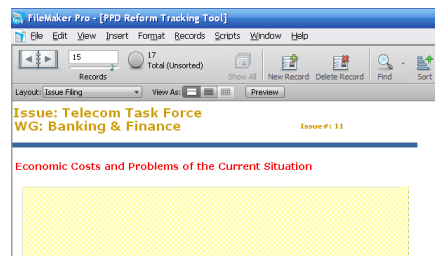 FileMaker Pro - [PPD Reform Tracking Tool]
File Edit View Insert Format Records Scripts Window Help
15
17
Total (Unsorted)
Records
Show All New Record Delete Record Find Sort
Layout: Issue Filing View As: Preview
Issue: Telecom Task Force
WG: Banking & Finance
Issue#: 11
Economic Costs and Problems of the Current Situation